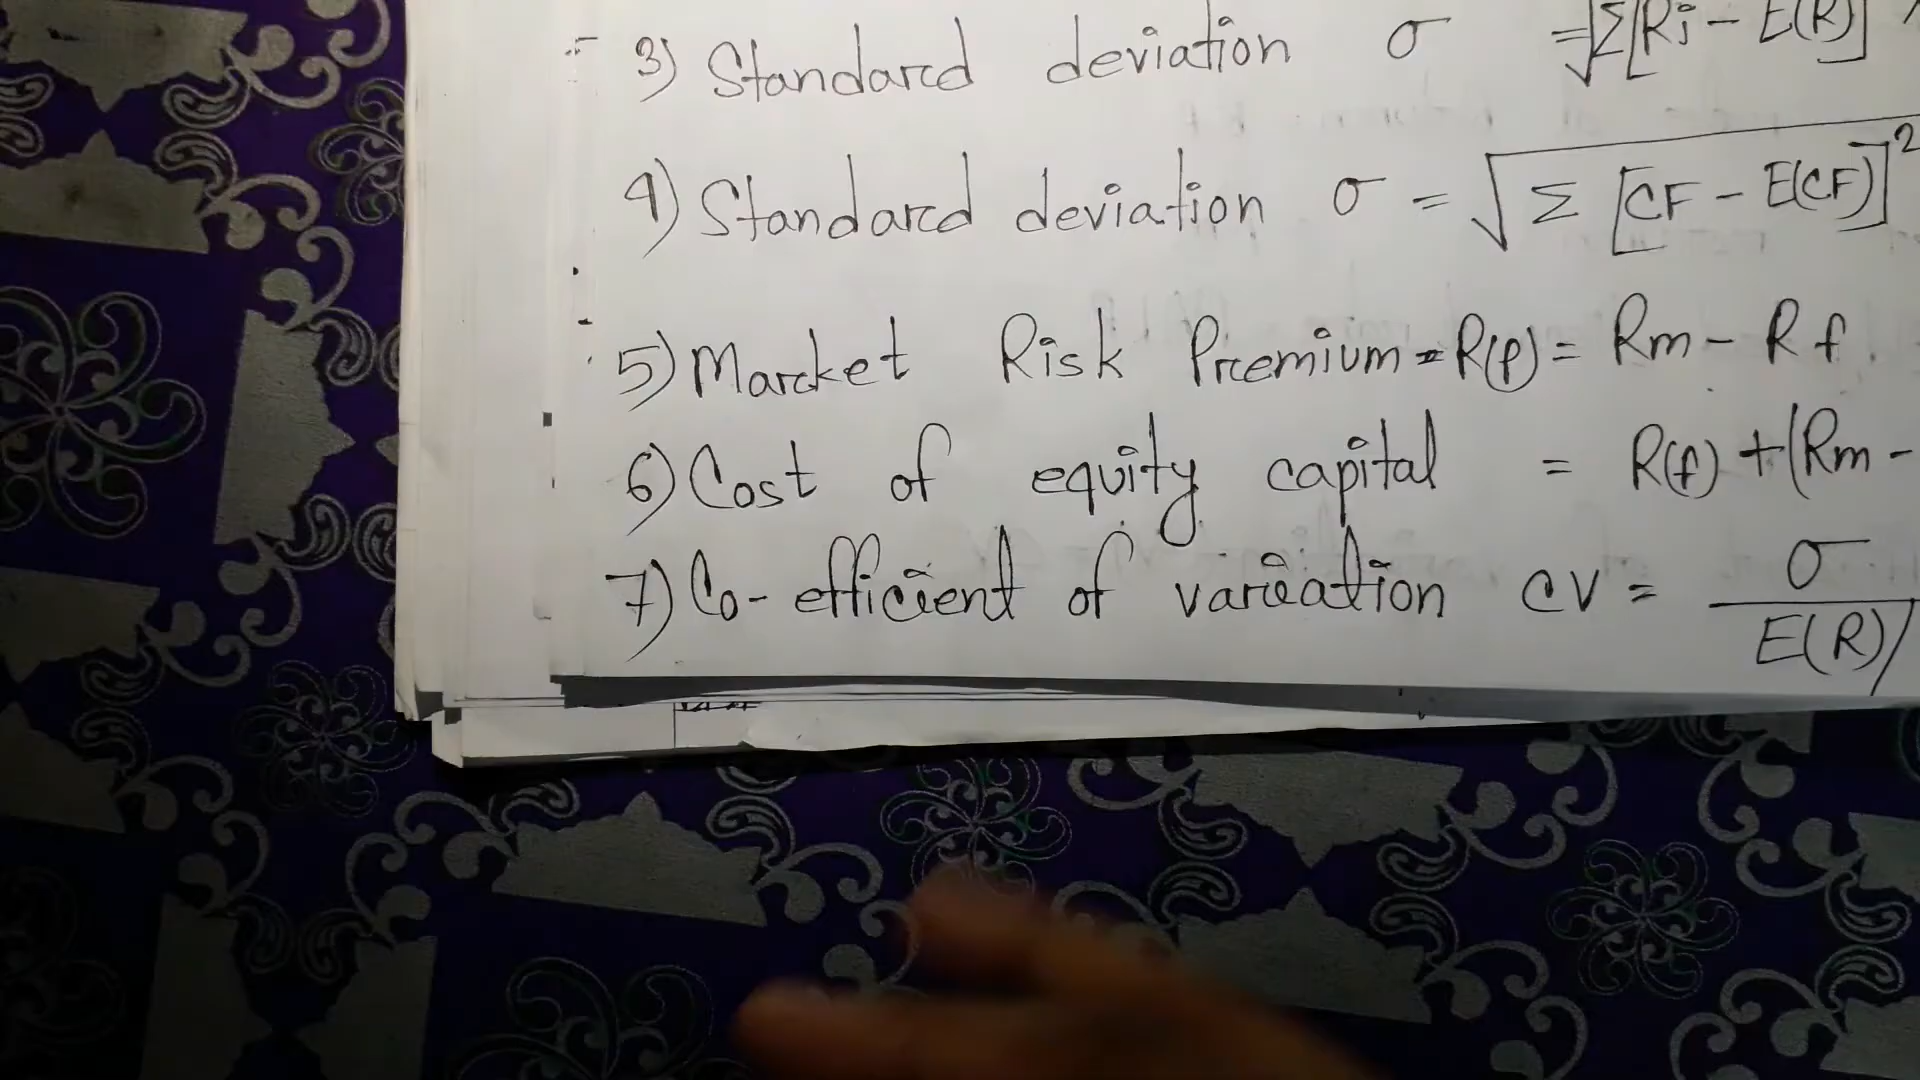 3) Standard deviation σ = √Σ[Rj - E(R)]
4) Standard deviation σ = √Σ [CF - E(CF)]²
5) Marcket Risk Premium = R(p) = Rm - Rf
6) Cost of equity capital = R(f) + (Rm -
7) Co-efficient of variation CV = σ / E(R)/